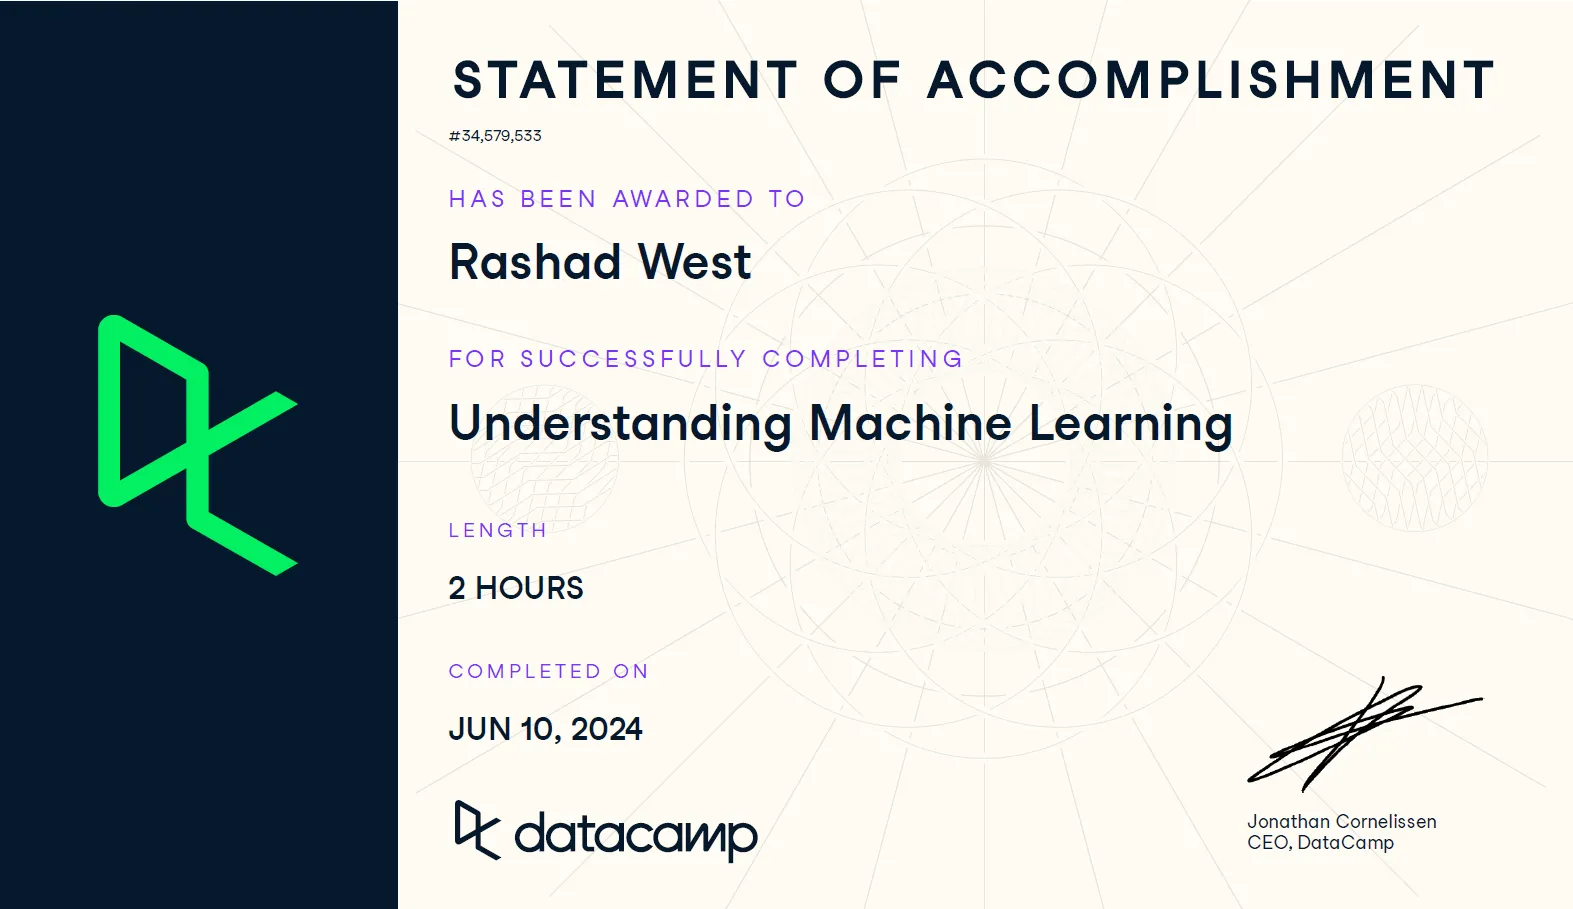 STATEMENT OF ACCOMPLISHMENT
#34,579,533
HAS BEEN AWARDED TO
Rashad West
FOR SUCCESSFULLY COMPLETING
Understanding Machine Learning
LENGTH
2 HOURS
COMPLETED ON
JUN 10, 2024
datacamp
Jonathan Cornelissen
CEO, DataCamp